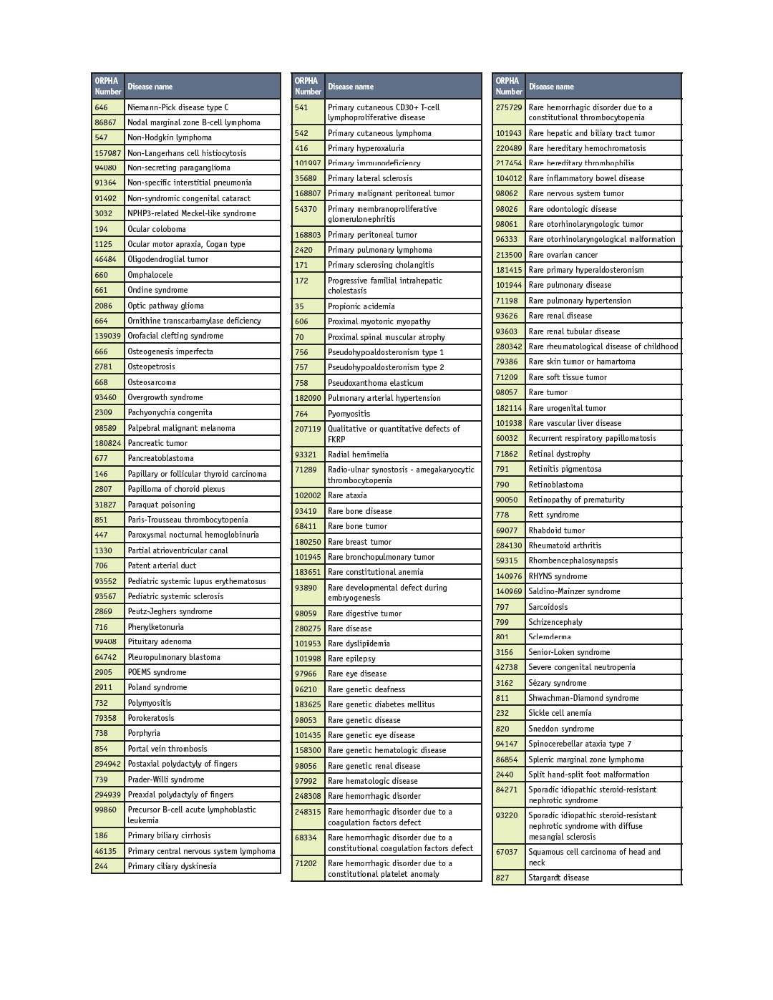 ORPHA
Number Disease name
646 Niemann-Pick disease type C
86867 Nodal marginal zone B-cell lymphoma
547 Non-Hodgkin lymphoma
157987 Non-Langerhans cell histiocytosis
94080 Non-secreting paraganglioma
91364 Non-specific interstitial pneumonia
91492 Non-syndromic congenital cataract
3032 NPHP3-related Meckel-like syndrome
194 Ocular coloboma
1125 Ocular motor apraxia, Cogan type
46484 Oligodendroglial tumor
660 Omphalocele
661 Ondine syndrome
2086 Optic pathway glioma
664 Ornithine transcarbamylase deficiency
139039 Orofacial clefting syndrome
666 Osteogenesis imperfecta
2781 Osteopetrosis
668 Osteosarcoma
93460 Overgrowth syndrome
2309 Pachyonychia congenita
98589 Palpebral malignant melanoma
180824 Pancreatic tumor
677 Pancreatoblastoma
146 Papillary or follicular thyroid carcinoma
2807 Papilloma of choroid plexus
31827 Paraquat poisoning
851 Paris-Trousseau thrombocytopenia
447 Paroxysmal nocturnal hemoglobinuria
1330 Partial atrioventricular canal
706 Patent arterial duct
93552 Pediatric systemic lupus erythematosus
93567 Pediatric systemic sclerosis
2869 Peutz-Jeghers syndrome
716 Phenylketonuria
99408 Pituitary adenoma
64742 Pleuropulmonary blastoma
2905 POEMS syndrome
2911 Poland syndrome
732 Polymyositis
79358 Porokeratosis
738 Porphyria
854 Portal vein thrombosis
294942 Postaxial polydactyly of fingers
739 Prader-Willi syndrome
294939 Preaxial polydactyly of fingers
99860 Precursor B-cell acute lymphoblastic
leukemia
186 Primary biliary cirrhosis
46135 Primary central nervous system lymphoma
244 Primary ciliary dyskinesia
ORPHA
Number Disease name
541 Primary cutaneous CD30+ T-cell
lymphoproliferative disease
542 Primary cutaneous lymphoma
416 Primary hyperoxaluria
101997 Primary immunodeficiency
35689 Primary lateral sclerosis
168807 Primary malignant peritoneal tumor
54370 Primary membranoproliferative
glomerulonephritis
168803 Primary peritoneal tumor
2420 Primary pulmonary lymphoma
171 Primary sclerosing cholangitis
172 Progressive familial intrahepatic
cholestasis
35 Propionic acidemia
606 Proximal myotonic myopathy
70 Proximal spinal muscular atrophy
756 Pseudohypoaldosteronism type 1
757 Pseudohypoaldosteronism type 2
758 Pseudoxanthoma elasticum
182090 Pulmonary arterial hypertension
764 Pyomyositis
207119 Qualitative or quantitative defects of
FKRP
93321 Radial hemimelia
71289 Radio-ulnar synostosis - amegakaryocytic
thrombocytopenia
102002 Rare ataxia
93419 Rare bone disease
68411 Rare bone tumor
180250 Rare breast tumor
101945 Rare bronchopulmonary tumor
183651 Rare constitutional anemia
93890 Rare developmental defect during
embryogenesis
98059 Rare digestive tumor
280275 Rare disease
101953 Rare dyslipidemia
101998 Rare epilepsy
97966 Rare eye disease
96210 Rare genetic deafness
183625 Rare genetic diabetes mellitus
98053 Rare genetic disease
101435 Rare genetic eye disease
158300 Rare genetic hematologic disease
98056 Rare genetic renal disease
97992 Rare hematologic disease
248308 Rare hemorrhagic disorder
248315 Rare hemorrhagic disorder due to a
coagulation factors defect
68334 Rare hemorrhagic disorder due to a
constitutional coagulation factors defect
71202 Rare hemorrhagic disorder due to a
constitutional platelet anomaly
ORPHA
Number Disease name
275729 Rare hemorrhagic disorder due to a
constitutional thrombocytopenia
101943 Rare hepatic and biliary tract tumor
220489 Rare hereditary hemochromatosis
217454 Rare hereditary thrombophilia
104012 Rare inflammatory bowel disease
98062 Rare nervous system tumor
98026 Rare odontologic disease
98061 Rare otorhinolaryngologic tumor
96333 Rare otorhinolaryngological malformation
213500 Rare ovarian cancer
181415 Rare primary hyperaldosteronism
101944 Rare pulmonary disease
71198 Rare pulmonary hypertension
93626 Rare renal disease
93603 Rare renal tubular disease
280342 Rare rheumatological disease of childhood
79386 Rare skin tumor or hamartoma
71209 Rare soft tissue tumor
98057 Rare tumor
182114 Rare urogenital tumor
101938 Rare vascular liver disease
60032 Recurrent respiratory papillomatosis
71862 Retinal dystrophy
791 Retinitis pigmentosa
790 Retinoblastoma
90050 Retinopathy of prematurity
778 Rett syndrome
69077 Rhabdoid tumor
284130 Rheumatoid arthritis
59315 Rhombencephalosynapsis
140976 RHYNS syndrome
140969 Saldino-Mainzer syndrome
797 Sarcoidosis
799 Schizencephaly
801 Scleroderma
3156 Senior-Loken syndrome
42738 Severe congenital neutropenia
3162 Sézary syndrome
811 Shwachman-Diamond syndrome
232 Sickle cell anemia
820 Sneddon syndrome
94147 Spinocerebellar ataxia type 7
86854 Splenic marginal zone lymphoma
2440 Split hand-split foot malformation
84271 Sporadic idiopathic steroid-resistant
nephrotic syndrome
93220 Sporadic idiopathic steroid-resistant
nephrotic syndrome with diffuse
mesangial sclerosis
67037 Squamous cell carcinoma of head and
neck
827 Stargardt disease